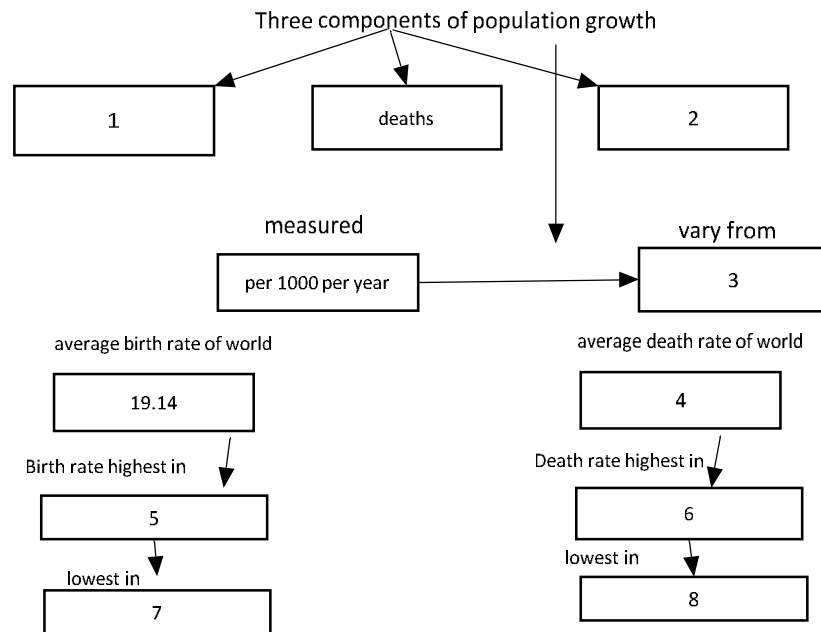 Three components of population growth
1
deaths
2
measured
vary from
per 1000 per year
3
average birth rate of world
average death rate of world
19.14
4
Birth rate highest in
Death rate highest in
5
6
lowest in
lowest in
7
8